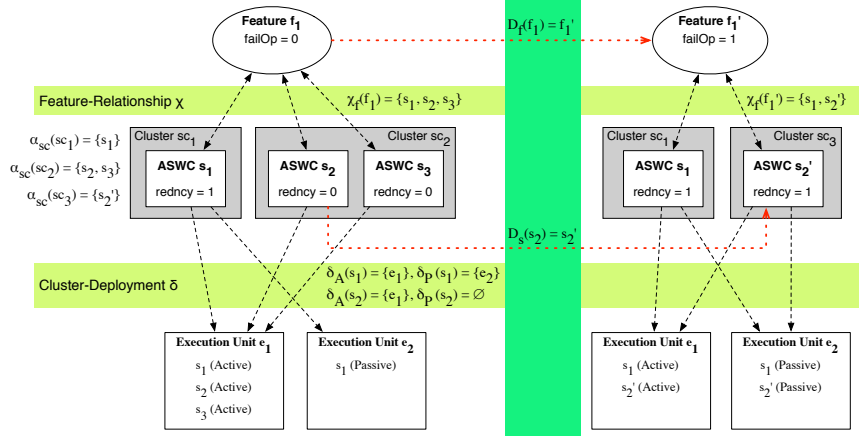 Feature f1
failOp = 0
Df(f1) = f1'
Feature f1'
failOp = 1
Feature-Relationship χ
χf(f1) = {s1, s2, s3}
χf(f1') = {s1, s2'}
αsc(sc1) = {s1}
αsc(sc2) = {s2, s3}
αsc(sc3) = {s2'}
Cluster sc1
ASWC s1
redncy = 1
Cluster sc2
ASWC s2
redncy = 0
ASWC s3
redncy = 0
Cluster sc1
ASWC s1
redncy = 1
Cluster sc3
ASWC s2'
redncy = 1
Ds(s2) = s2'
Cluster-Deployment δ
δA(s1) = {e1}, δP(s1) = {e2}
δA(s2) = {e1}, δP(s2) = ∅
Execution Unit e1
s1 (Active)
s2 (Active)
s3 (Active)
Execution Unit e2
s1 (Passive)
Execution Unit e1
s1 (Active)
s2' (Active)
Execution Unit e2
s1 (Passive)
s2' (Passive)